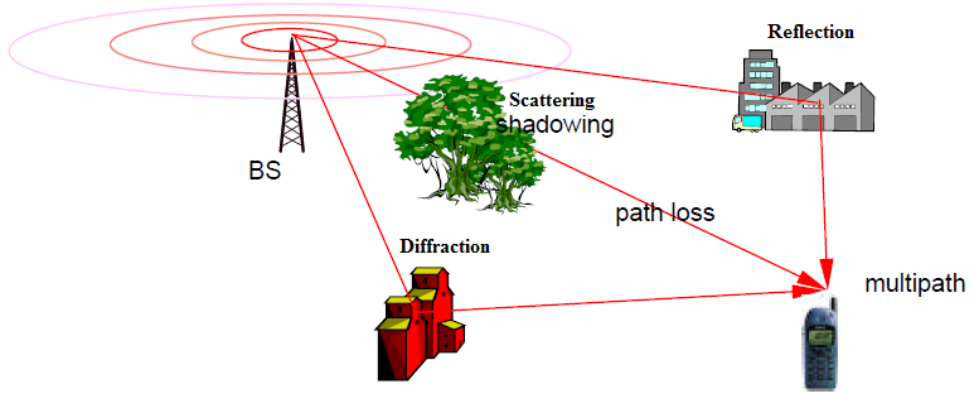 Reflection
Scattering
shadowing
BS
path loss
Diffraction
multipath